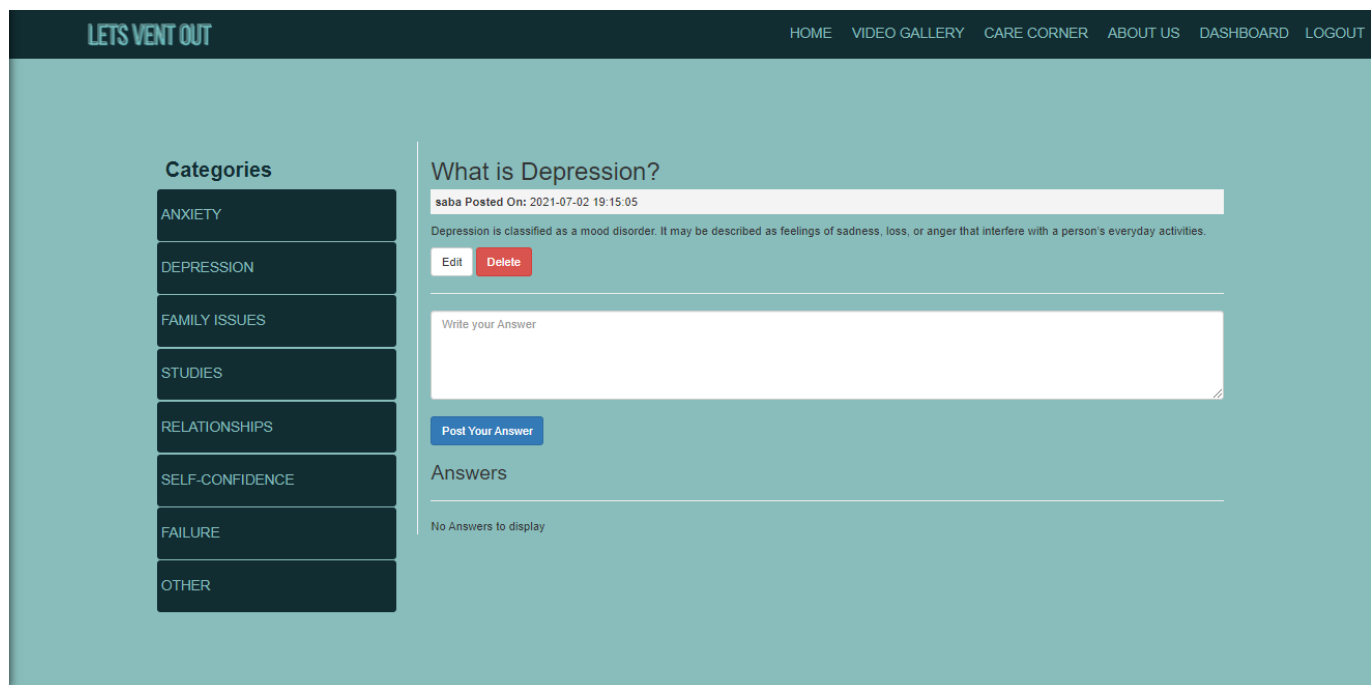 LETS VENT OUT
HOME VIDEO GALLERY CARE CORNER ABOUT US DASHBOARD LOGOUT
Categories
ANXIETY
DEPRESSION
FAMILY ISSUES
STUDIES
RELATIONSHIPS
SELF-CONFIDENCE
FAILURE
OTHER
What is Depression?
saba Posted On: 2021-07-02 19:15:05
Depression is classified as a mood disorder. It may be described as feelings of sadness, loss, or anger that interfere with a person's everyday activities.
Edit Delete
Write your Answer
Post Your Answer
Answers
No Answers to display